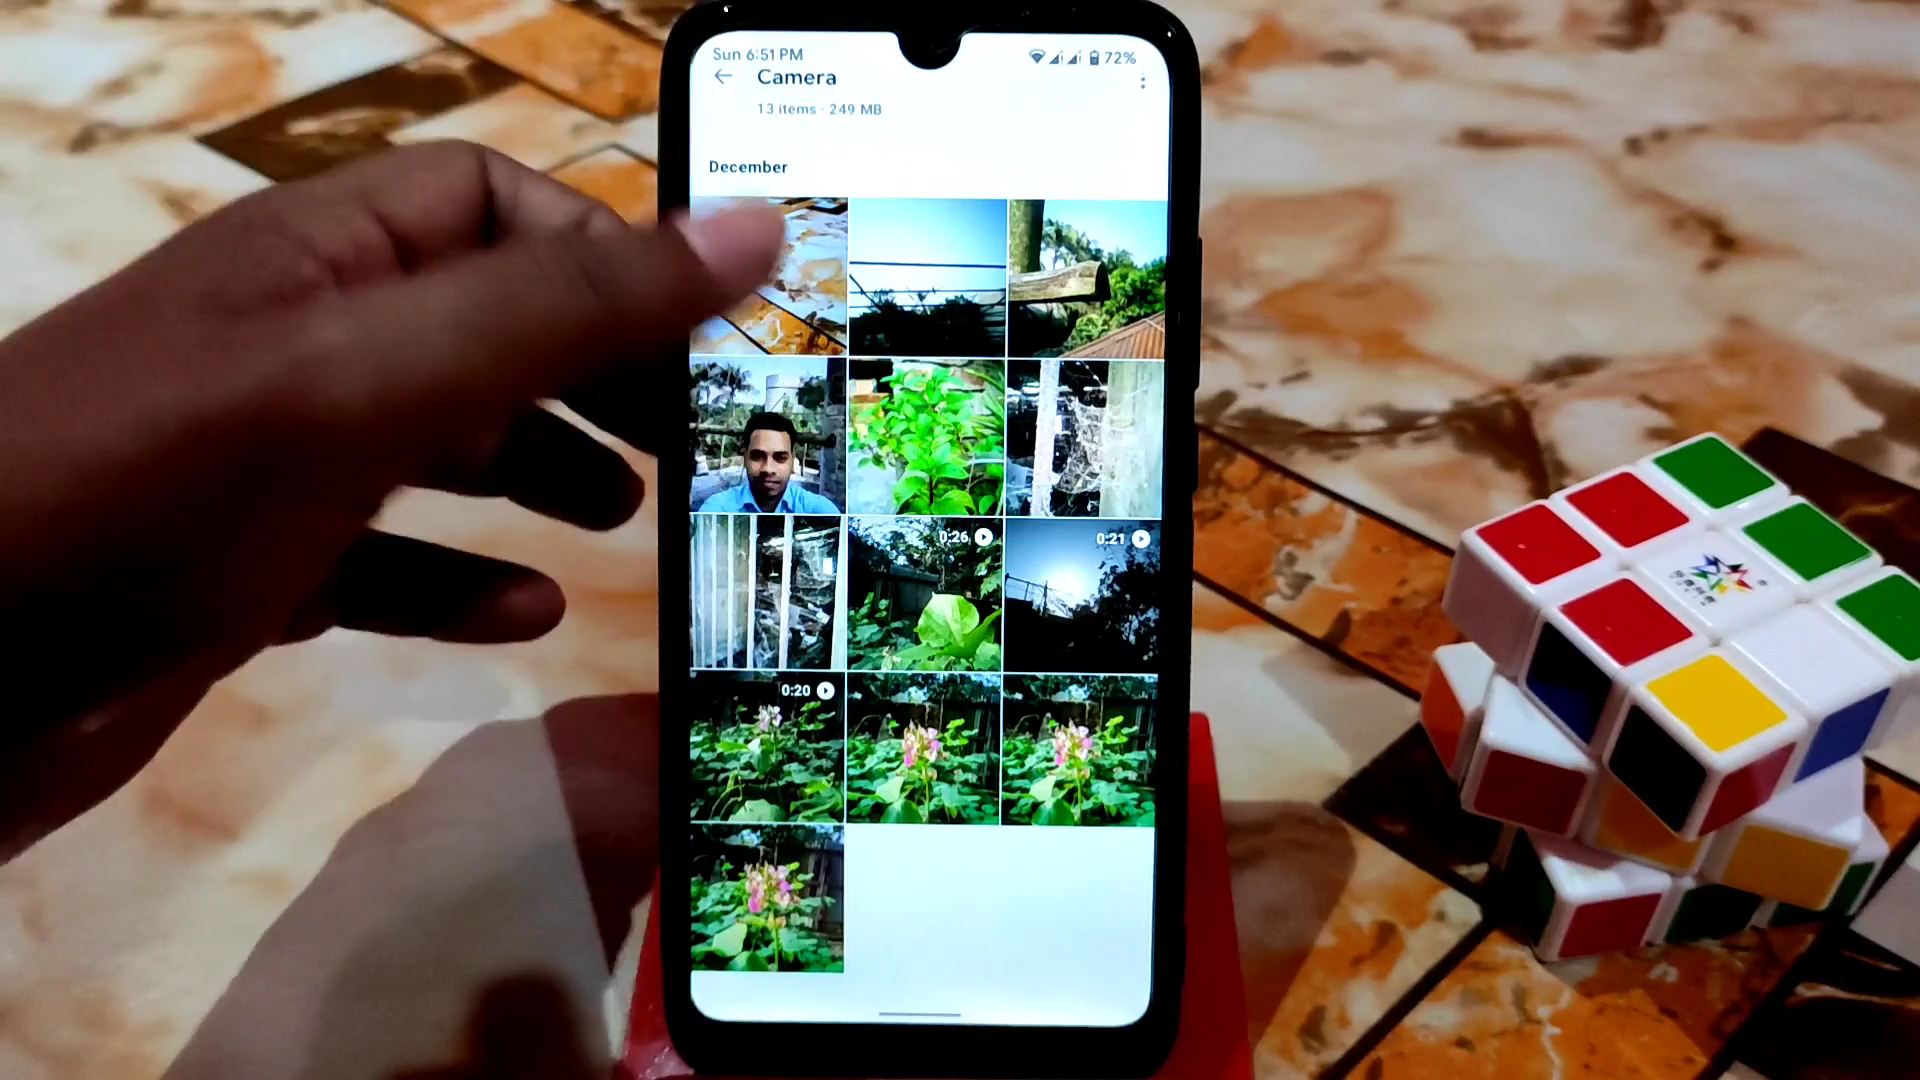 Sun 6:51 PM
72%
Camera
13 items · 249 MB
December
0:26
0:21
0:20